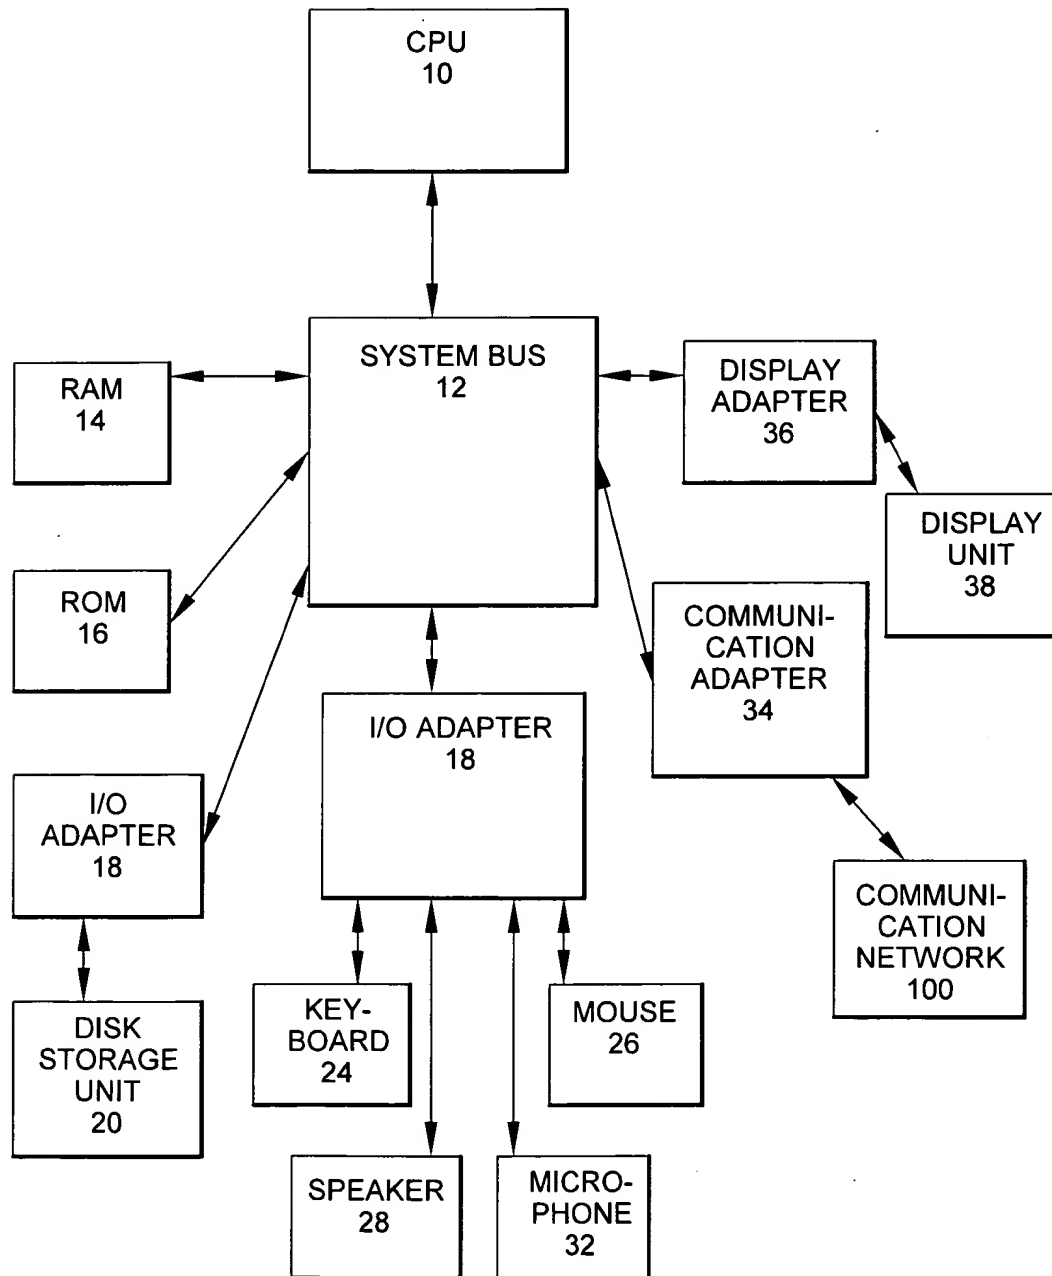 CPU
10
SYSTEM BUS
12
RAM
14
DISPLAY
ADAPTER
36
DISPLAY
UNIT
38
ROM
16
COMMUNI-
CATION
ADAPTER
34
I/O ADAPTER
18
I/O
ADAPTER
18
COMMUNI-
CATION
NETWORK
100
DISK
STORAGE
UNIT
20
KEY-
BOARD
24
MOUSE
26
SPEAKER
28
MICRO-
PHONE
32